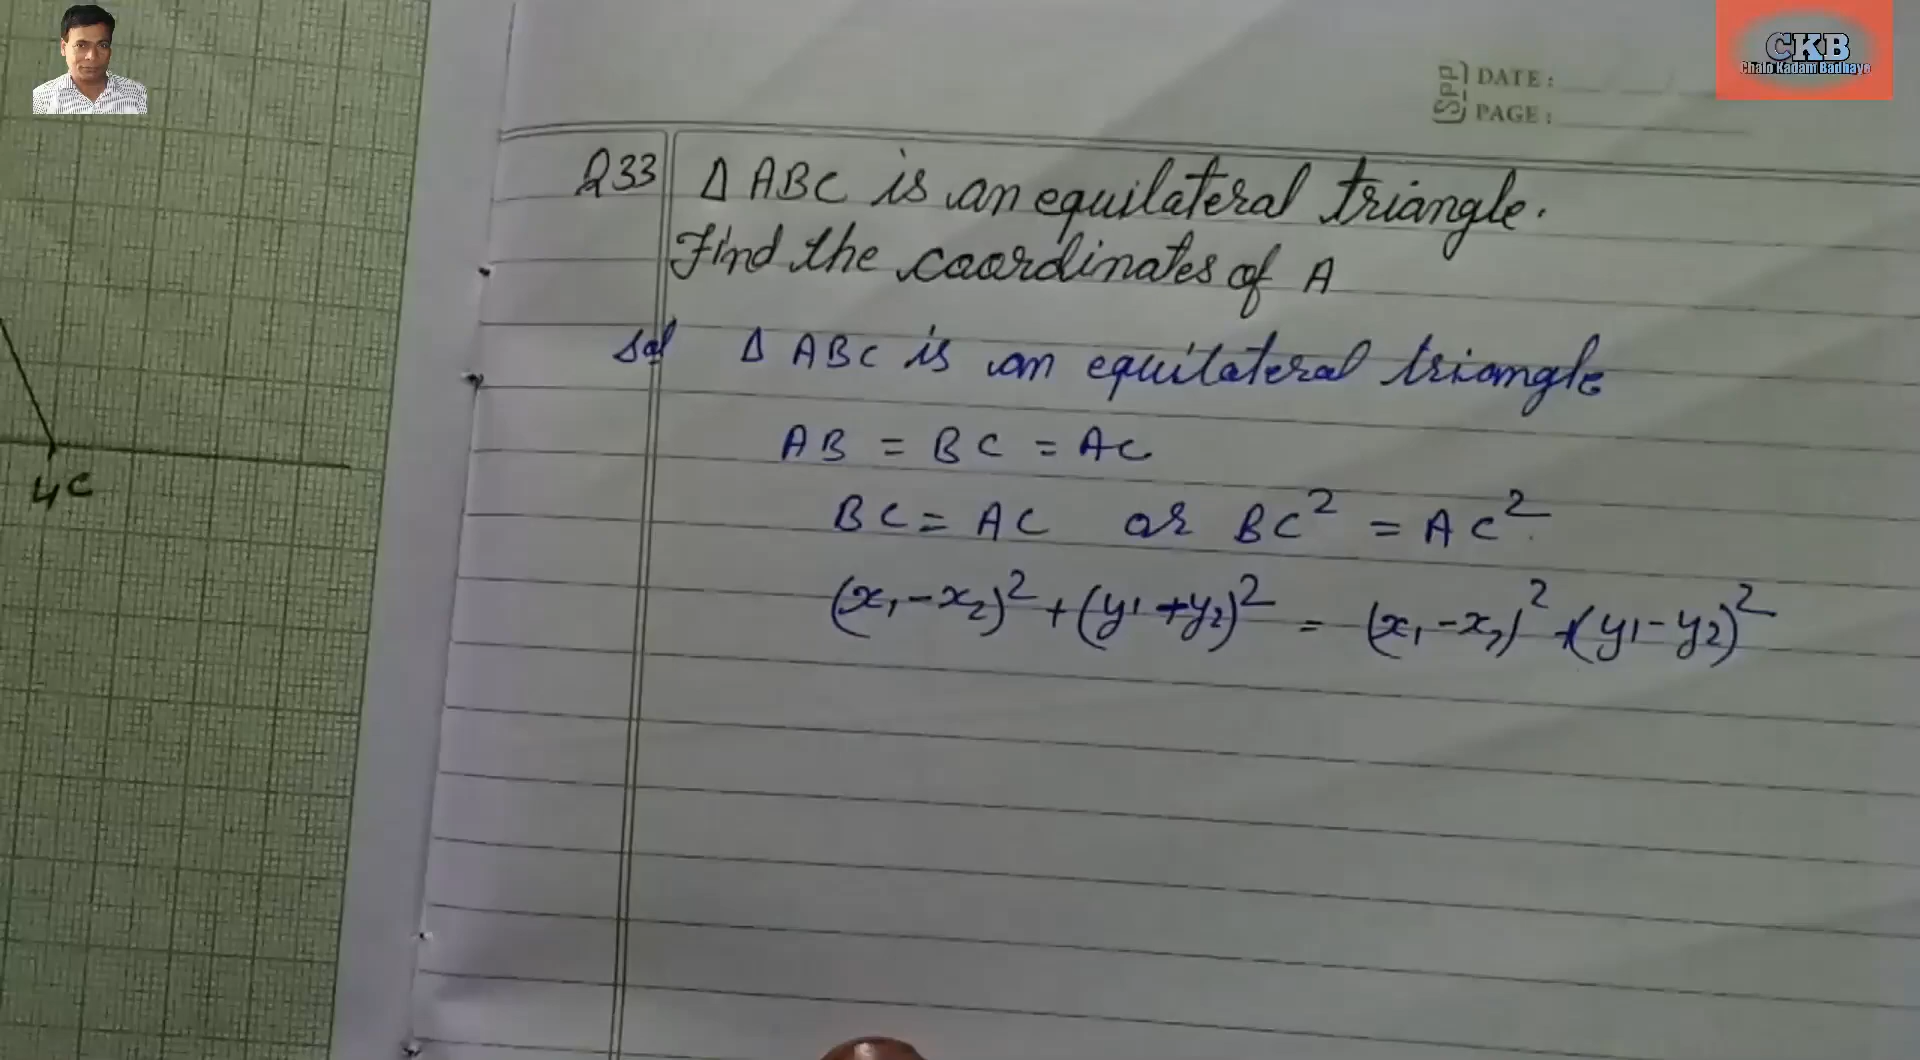 CKB
Chalo Kadam Badhaye
SPP
DATE:
PAGE:
Q33 Δ ABC is an equilateral triangle.
Find the coordinates of A
Sol Δ ABC is an equilateral triangle
AB = BC = AC
BC = AC or BC² = AC²
(x₁-x₂)² + (y₁+y₂)² = (x₁-x₂)² + (y₁-y₂)²
4C